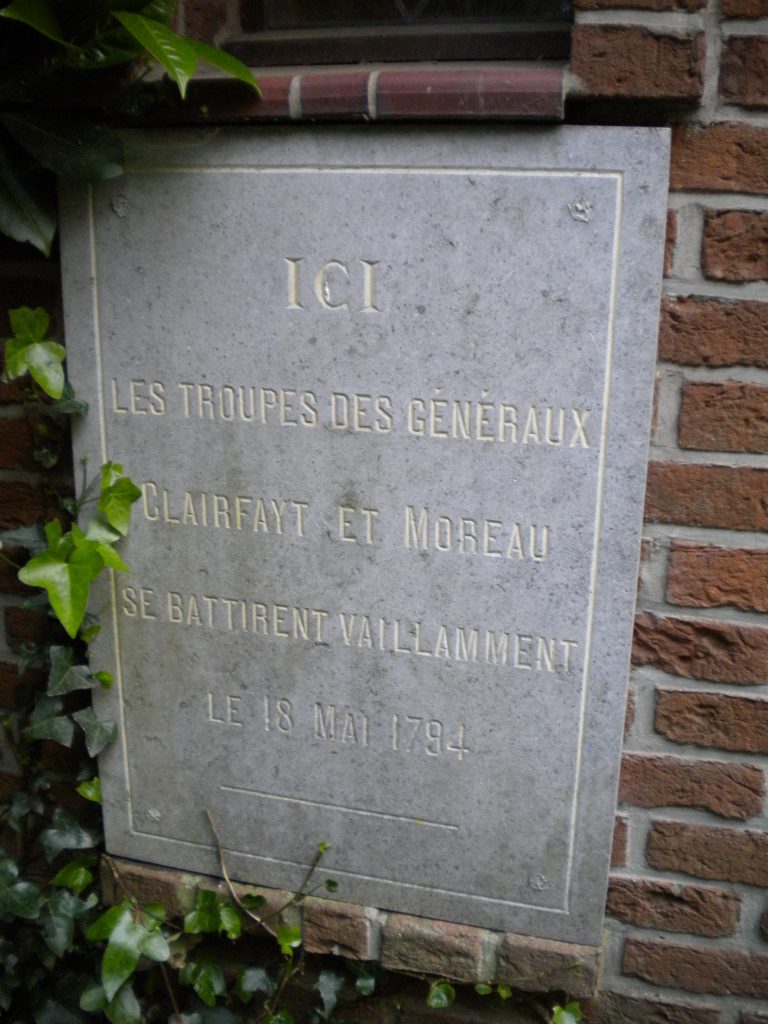 ICI
LES TROUPES DES GÉNÉRAUX
CLAIRFAYT ET MOREAU
SE BATTIRENT VAILLAMMENT
LE 18 MAI 1794